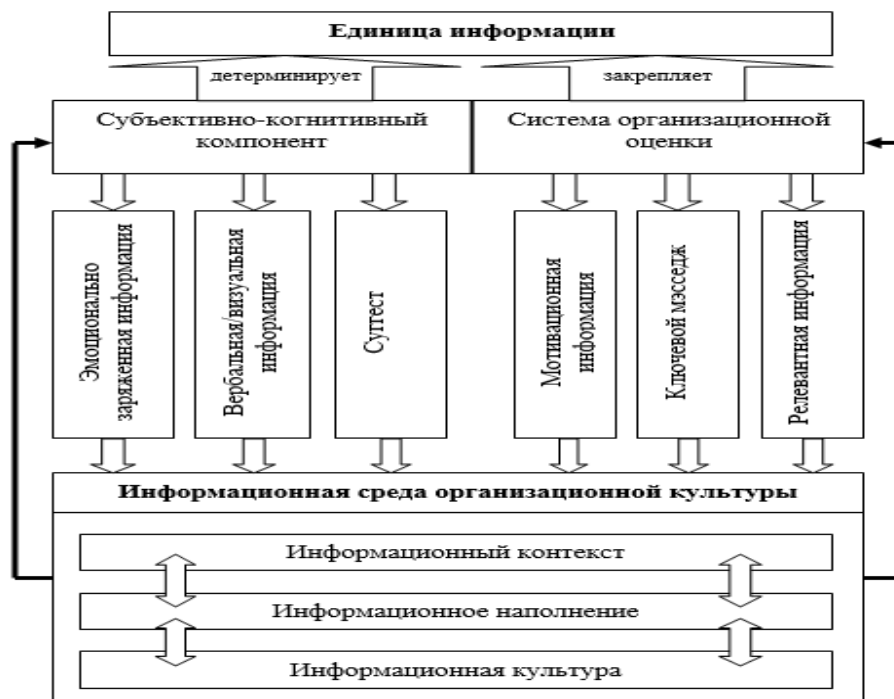 Единица информации
детерминирует
закрепляет
Субъективно-когнитивный
компонент
Система организационной
оценки
Эмоционально
заряженная информация
Вербальная/визуальная
информация
Суггест
Мотивационная
информация
Ключевой мэсседж
Релевантная информация
Информационная среда организационной культуры
Информационный контекст
Информационное наполнение
Информационная культура